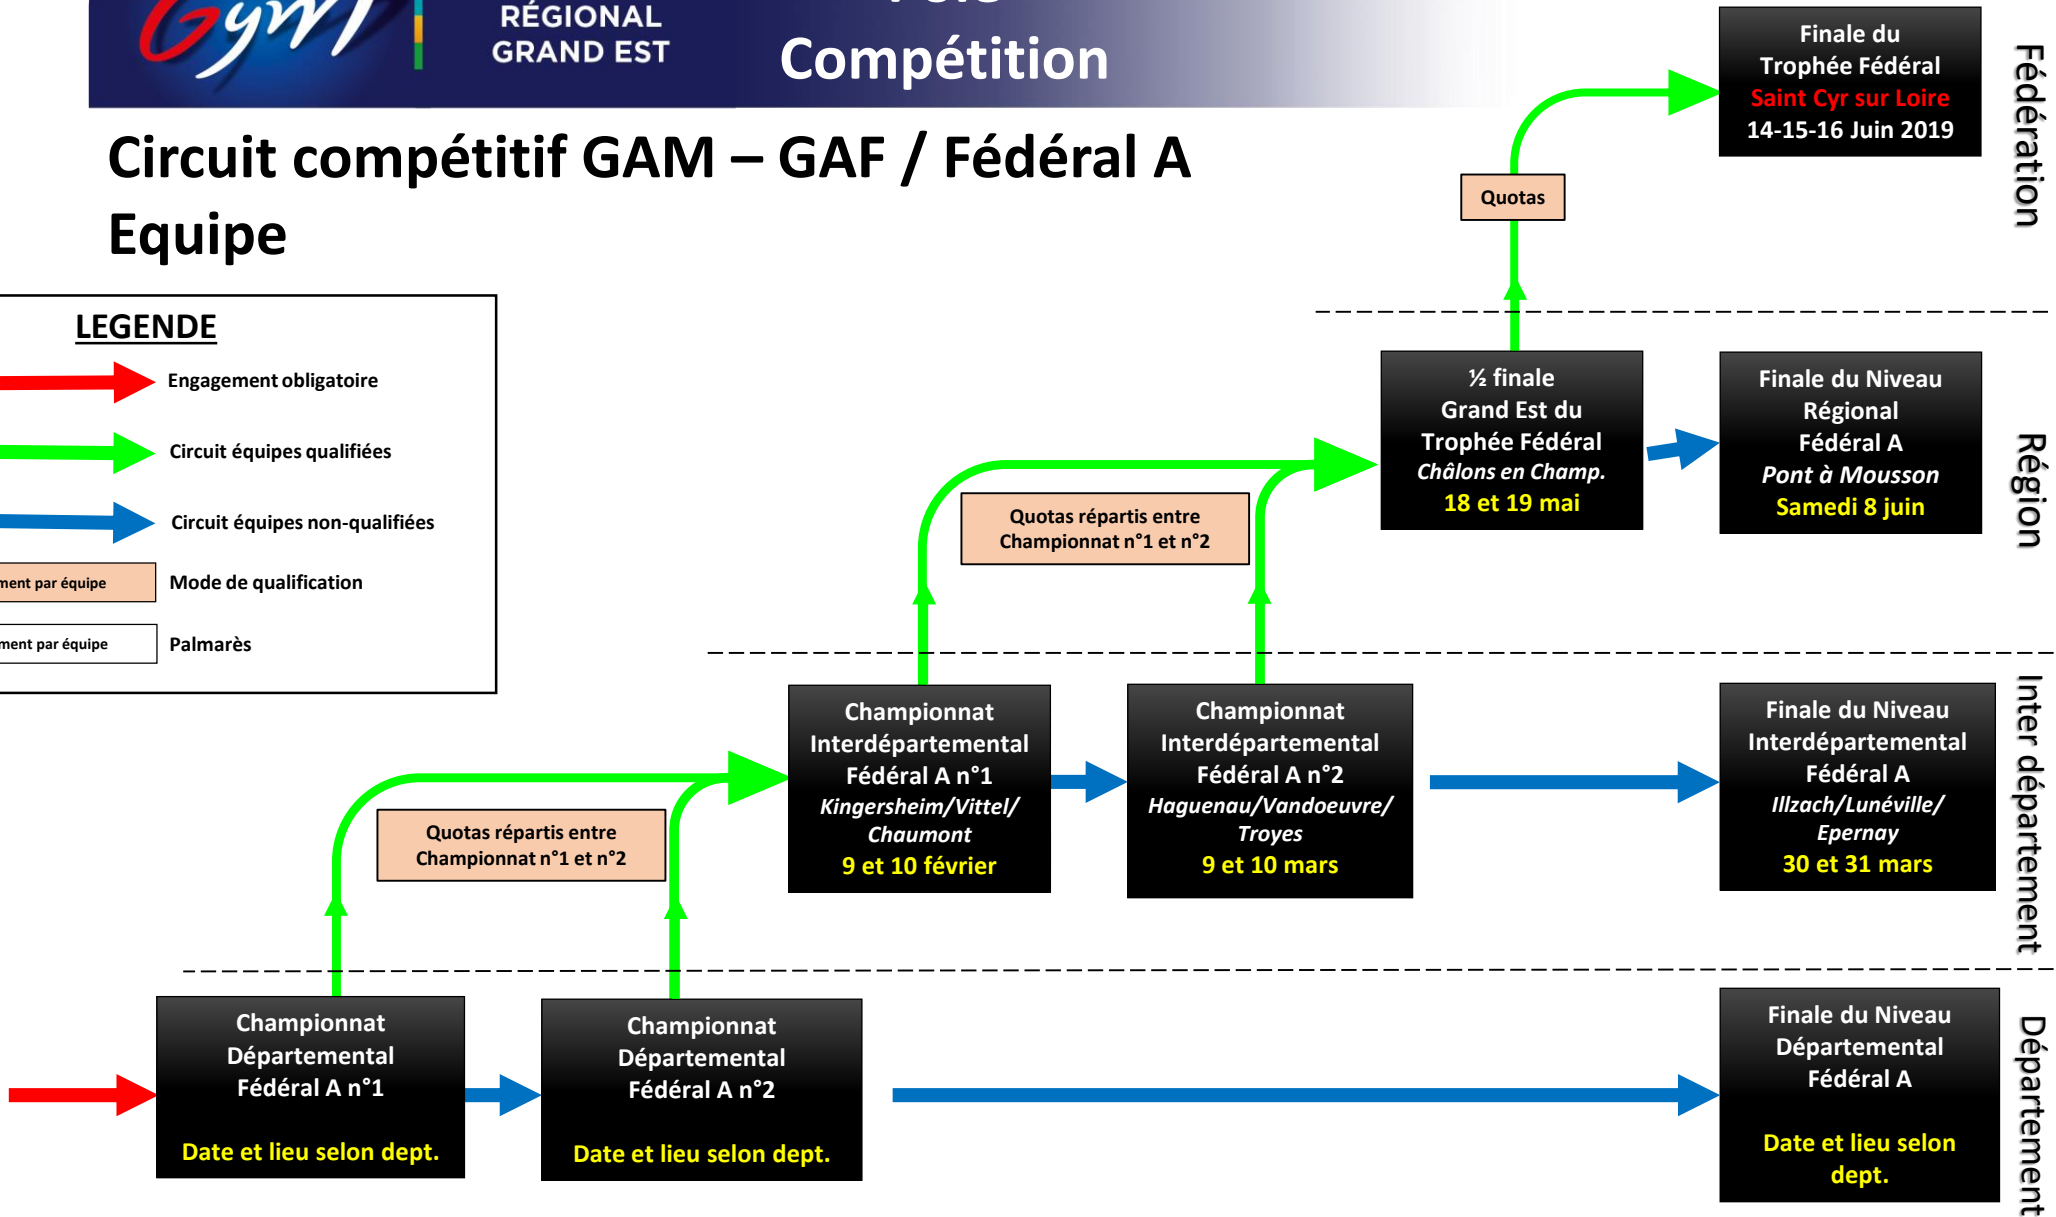 Gym
RÉGIONAL
GRAND EST
Compétition
Circuit compétitif GAM – GAF / Fédéral A
Equipe
LEGENDE
Engagement obligatoire
Circuit équipes qualifiées
Circuit équipes non-qualifiées
ment par équipe
Mode de qualification
ment par équipe
Palmarès
Finale du
Trophée Fédéral
Saint Cyr sur Loire
14-15-16 Juin 2019
Fédération
Quotas
½ finale
Grand Est du
Trophée Fédéral
Châlons en Champ.
18 et 19 mai
Finale du Niveau
Régional
Fédéral A
Pont à Mousson
Samedi 8 juin
Région
Quotas répartis entre
Championnat n°1 et n°2
Championnat
Interdépartemental
Fédéral A n°1
Kingersheim/Vittel/
Chaumont
9 et 10 février
Championnat
Interdépartemental
Fédéral A n°2
Haguenau/Vandoeuvre/
Troyes
9 et 10 mars
Finale du Niveau
Interdépartemental
Fédéral A
Illzach/Lunéville/
Epernay
30 et 31 mars
Inter département
Quotas répartis entre
Championnat n°1 et n°2
Championnat
Départemental
Fédéral A n°1
Date et lieu selon dept.
Championnat
Départemental
Fédéral A n°2
Date et lieu selon dept.
Finale du Niveau
Départemental
Fédéral A
Date et lieu selon
dept.
Département